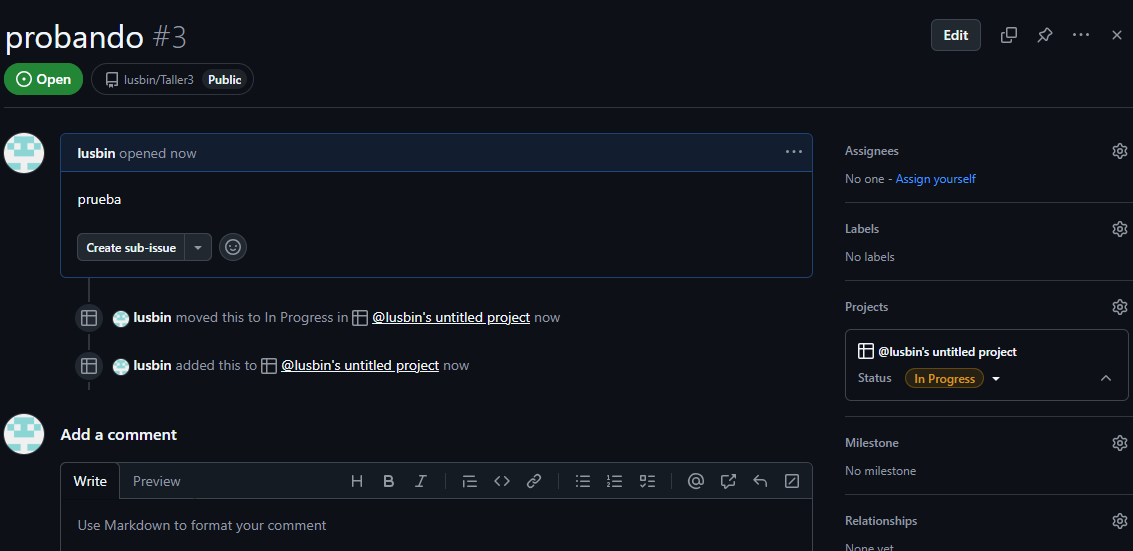 probando #3
Edit
Open
lusbin/Taller3 Public
lusbin opened now
prueba
Create sub-issue
lusbin moved this to In Progress in @lusbin's untitled project now
lusbin added this to @lusbin's untitled project now
Add a comment
Write Preview
Use Markdown to format your comment
Assignees
No one - Assign yourself
Labels
No labels
Projects
@lusbin's untitled project
Status In Progress
Milestone
No milestone
Relationships
None yet